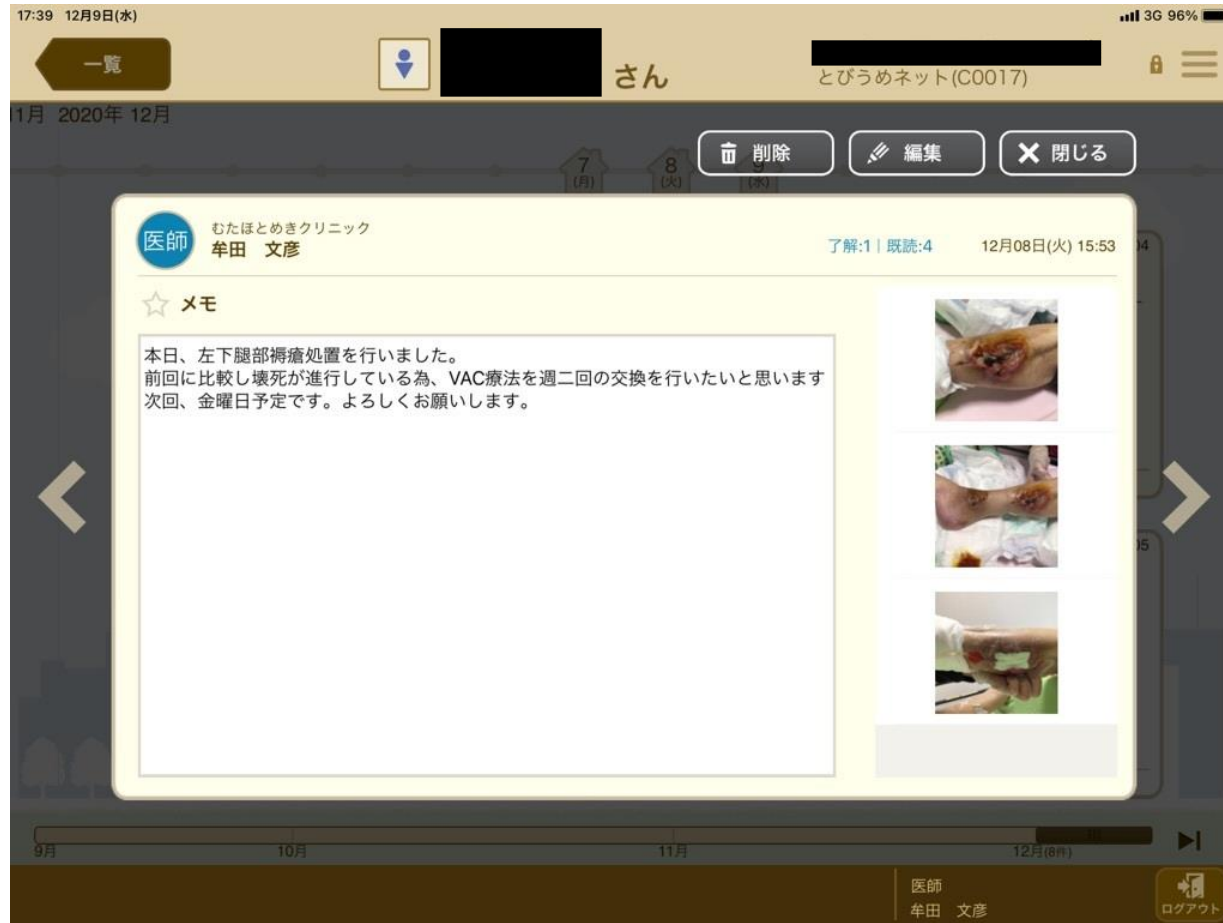 17:39 12月9日(水)
3G 96%
一覧
さん
とびうめネット(C0017)
11月 2020年 12月
7
(月)
8
(火)
9
(水)
削除
編集
閉じる
医師
むたほとめきクリニック
牟田 文彦
了解:1 | 既読:4
12月08日(火) 15:53
メモ
本日、左下腿部褥瘡処置を行いました。
前回に比較し壊死が進行している為、VAC療法を週二回の交換を行いたいと思います
次回、金曜日予定です。よろしくお願いします。
9月
10月
11月
12月(8件)
医師
牟田 文彦
ログアウト